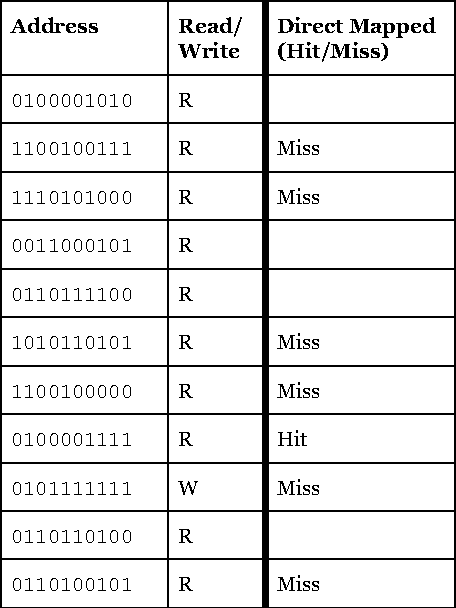 Address Read/ Direct Mapped
Write (Hit/Miss)
0100001010 R
1100100111 R Miss
1110101000 R Miss
0011000101 R
0110111100 R
1010110101 R Miss
1100100000 R Miss
0100001111 R Hit
0101111111 W Miss
0110110100 R
0110100101 R Miss